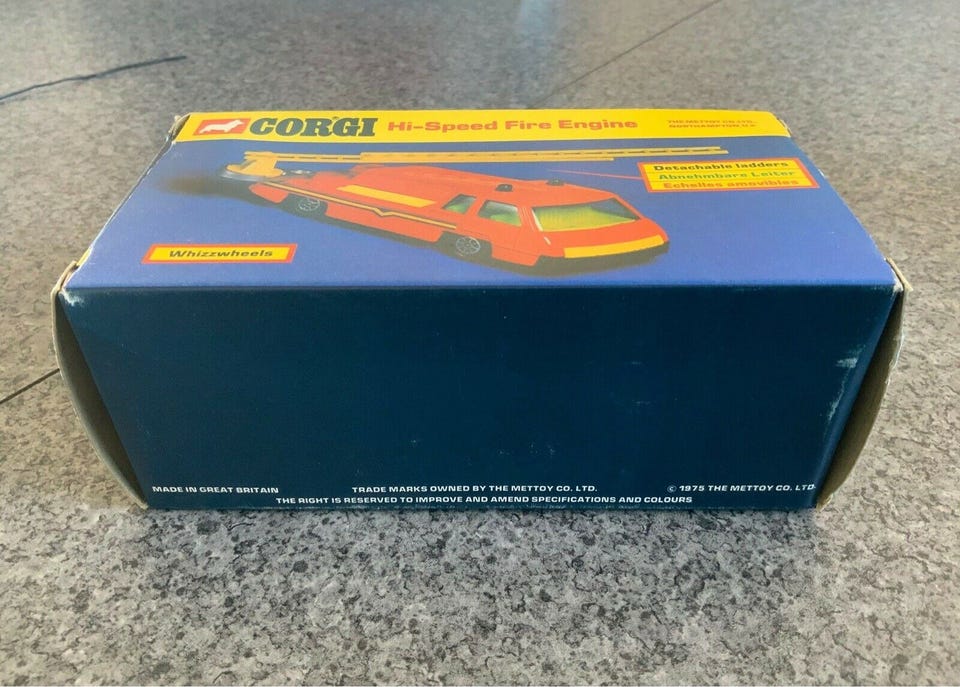 CORGI Hi-Speed Fire Engine
THE METTOY CO. LTD.,
NORTHAMPTON U.K.
Detachable ladders
Abnehmbare Leiter
Echelles amovibles
Whizzwheels
MADE IN GREAT BRITAIN
TRADE MARKS OWNED BY THE METTOY CO. LTD.
© 1975 THE METTOY CO. LTD.
THE RIGHT IS RESERVED TO IMPROVE AND AMEND SPECIFICATIONS AND COLOURS